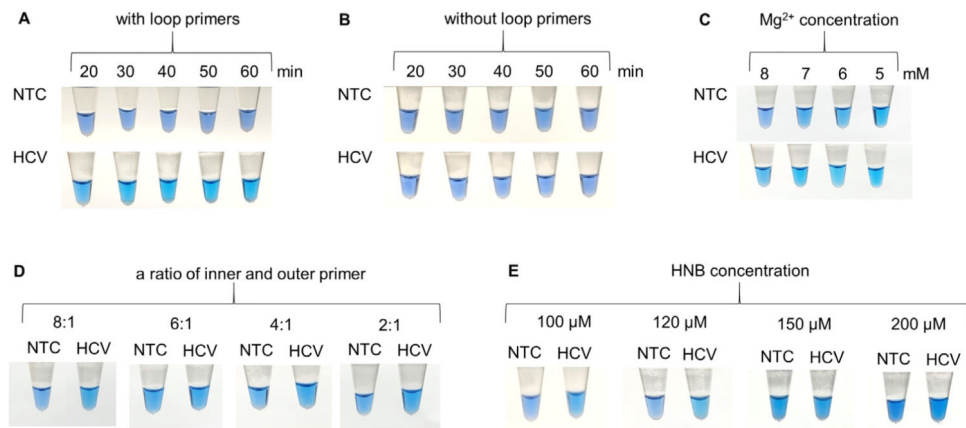 A
with loop primers
20 30 40 50 60 min
NTC
HCV
B
without loop primers
20 30 40 50 60 min
NTC
HCV
C
Mg²⁺ concentration
8 7 6 5 mM
NTC
HCV
D
a ratio of inner and outer primer
8:1 6:1 4:1 2:1
NTC HCV NTC HCV NTC HCV NTC HCV
E
HNB concentration
100 µM 120 µM 150 µM 200 µM
NTC HCV NTC HCV NTC HCV NTC HCV